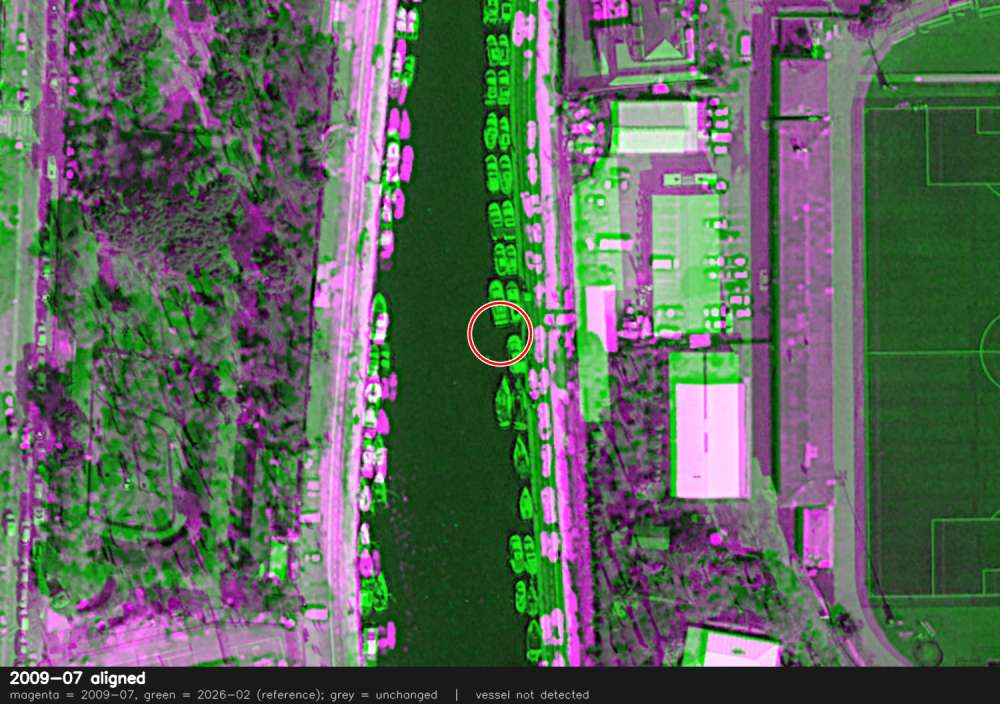 2009-07 aligned
magenta = 2009-07, green = 2026-02 (reference); grey = unchanged | vessel not detected